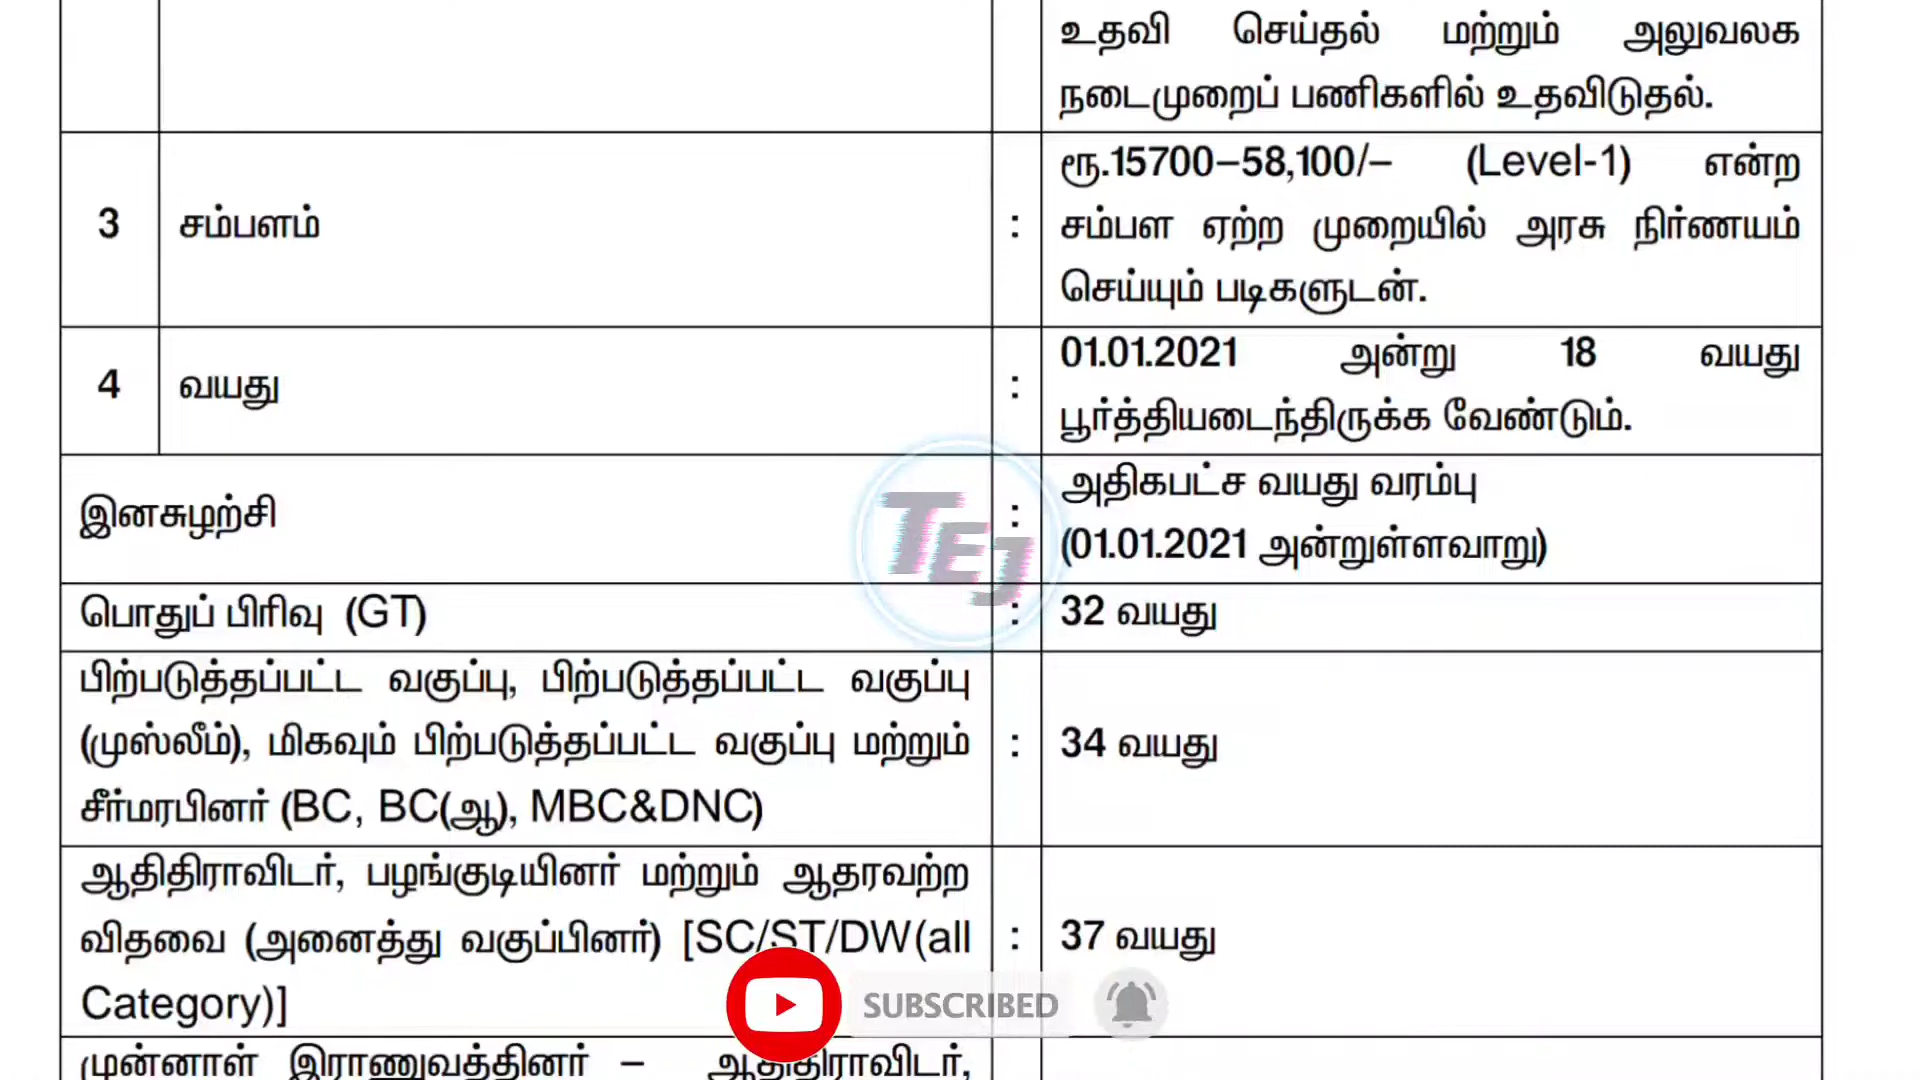 உதவி செய்தல் மற்றும் அலுவலக
நடைமுறைப் பணிகளில் உதவிடுதல்.
3 சம்பளம் : ரூ.15700–58,100/– (Level-1) என்ற
சம்பள ஏற்ற முறையில் அரசு நிர்ணயம்
செய்யும் படிகளுடன்.
4 வயது : 01.01.2021 அன்று 18 வயது
பூர்த்தியடைந்திருக்க வேண்டும்.
இனசுழற்சி : அதிகபட்ச வயது வரம்பு
(01.01.2021 அன்றுள்ளவாறு)
TEJ
பொதுப் பிரிவு (GT) : 32 வயது
பிற்படுத்தப்பட்ட வகுப்பு, பிற்படுத்தப்பட்ட வகுப்பு
(முஸ்லீம்), மிகவும் பிற்படுத்தப்பட்ட வகுப்பு மற்றும் : 34 வயது
சீர்மரபினர் (BC, BC(ஆ), MBC&DNC)
ஆதிதிராவிடர், பழங்குடியினர் மற்றும் ஆதரவற்ற
விதவை (அனைத்து வகுப்பினர்) [SC/ST/DW(all : 37 வயது
Category)]
SUBSCRIBED
முன்னாள் இராணுவத்தினர் – ஆதிதிராவிடர்,